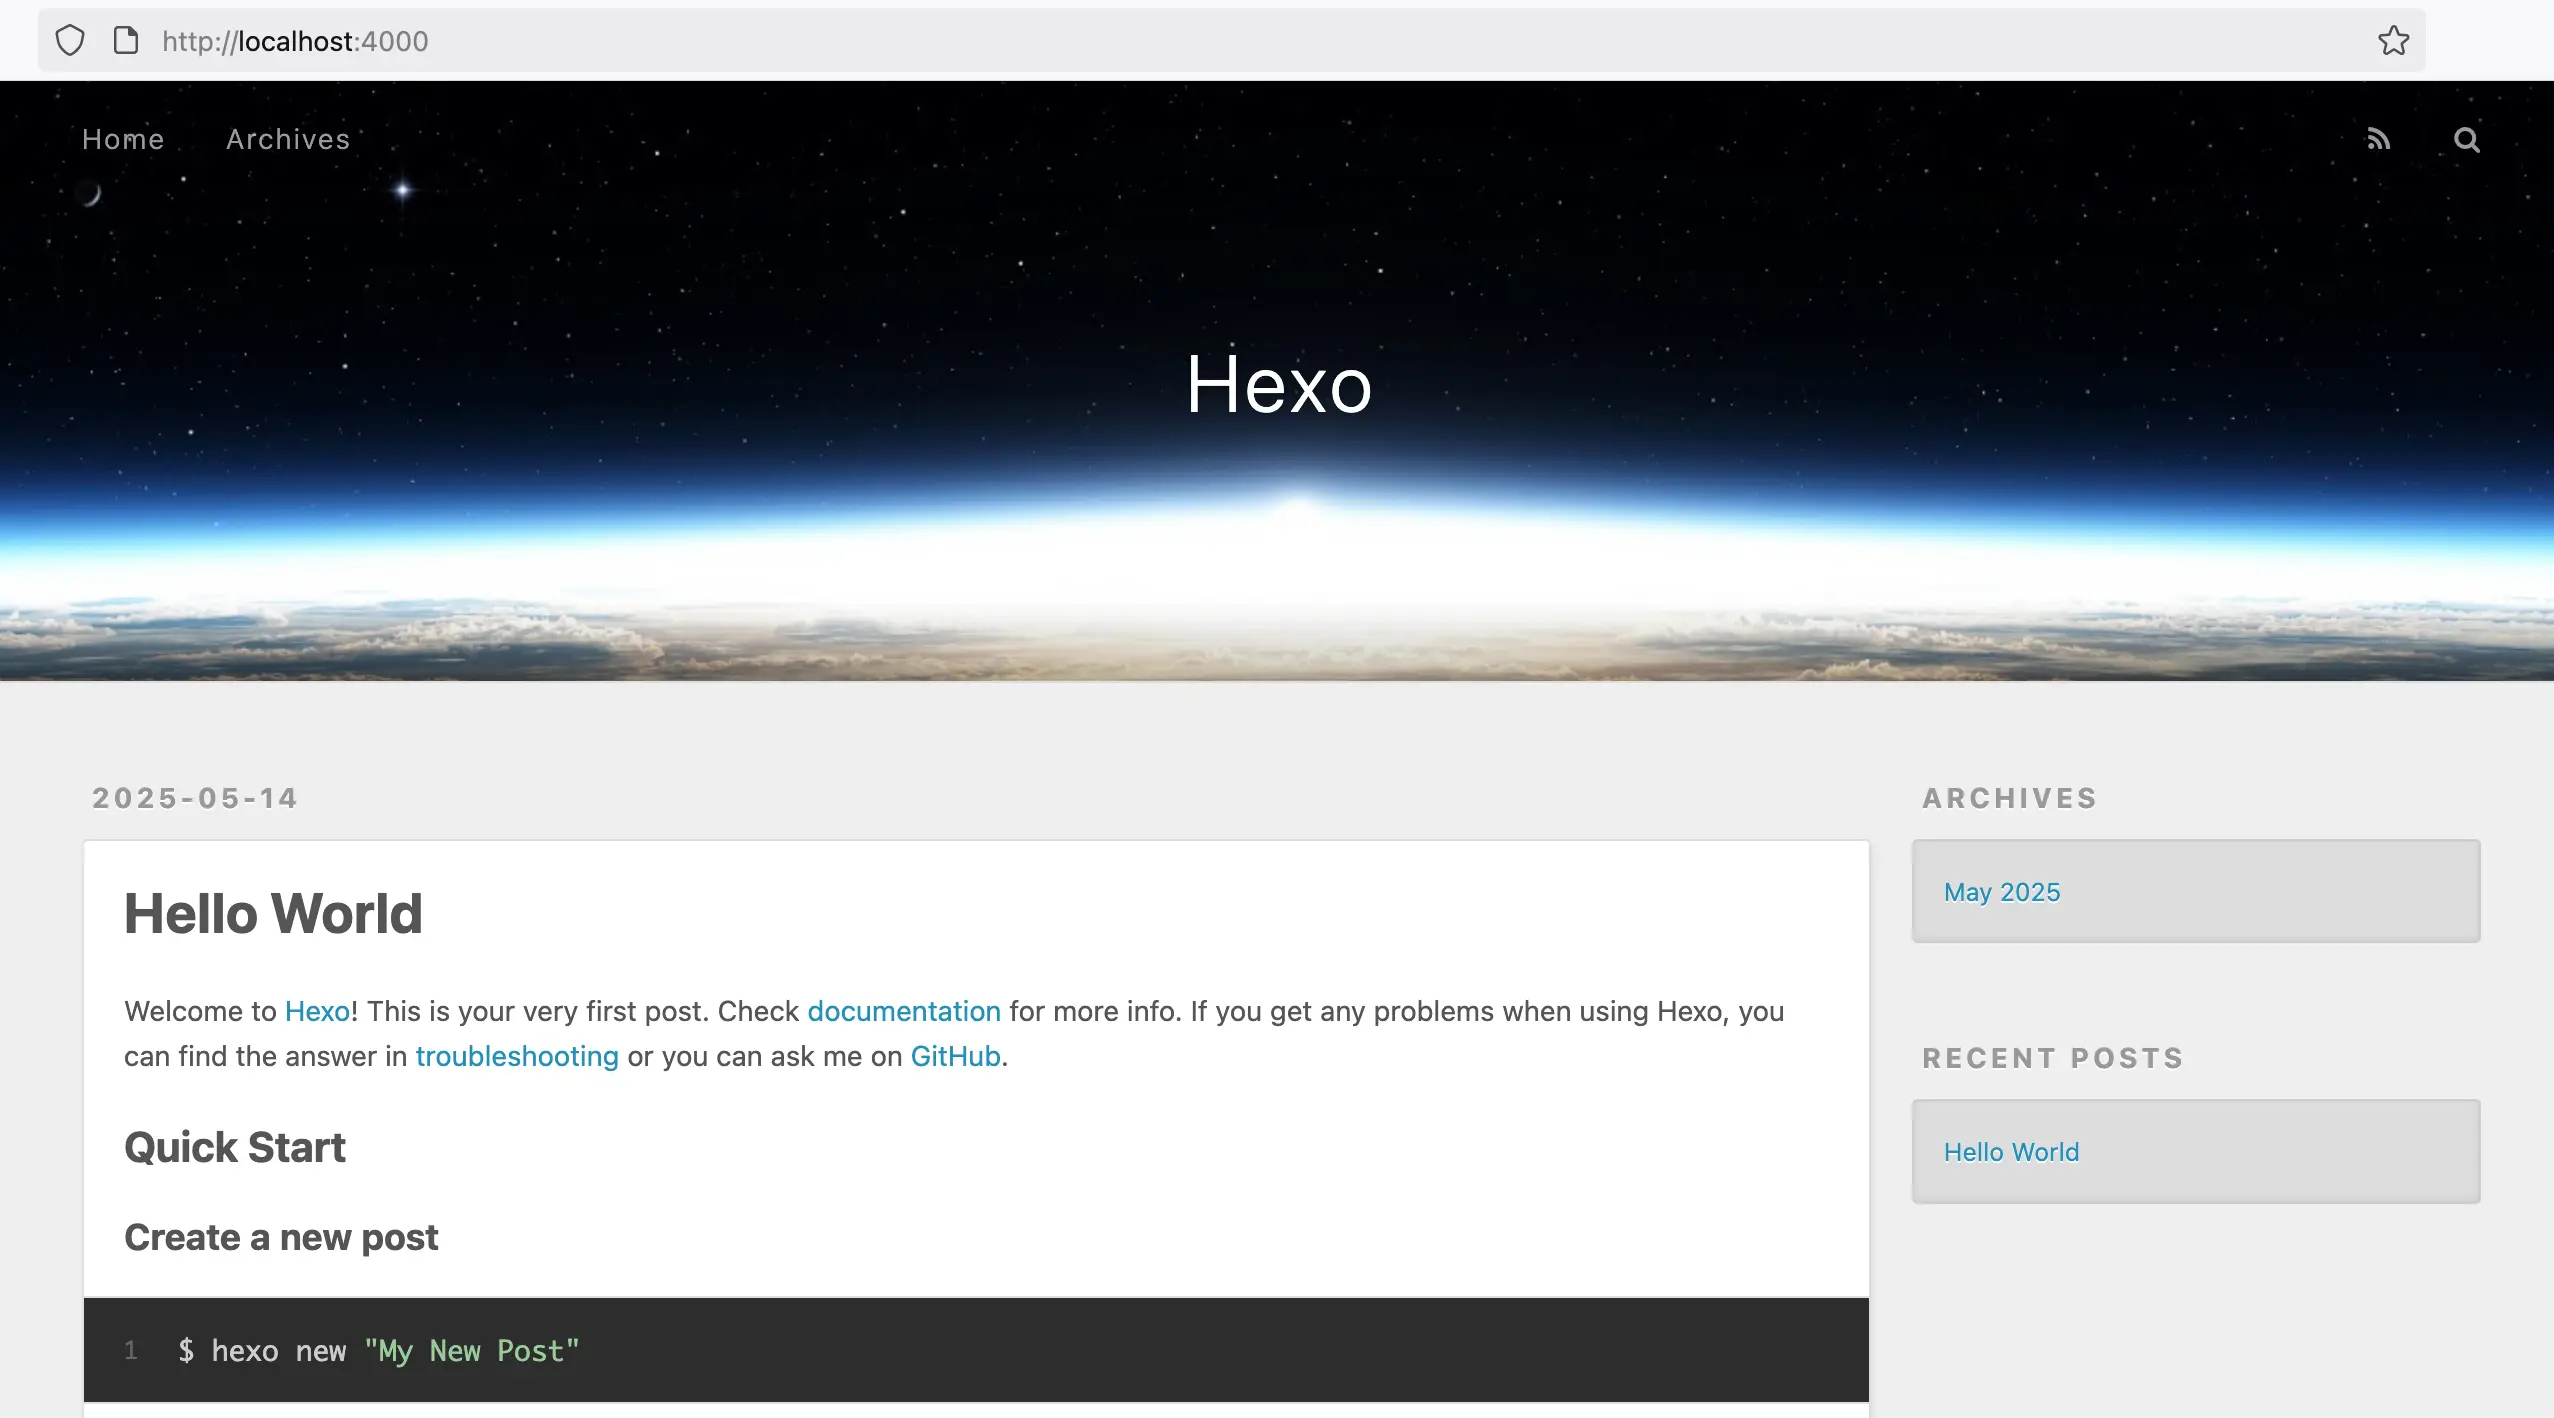 http://localhost:4000
Home Archives
Hexo
2025-05-14
Hello World
Welcome to Hexo! This is your very first post. Check documentation for more info. If you get any problems when using Hexo, you
can find the answer in troubleshooting or you can ask me on GitHub.
Quick Start
Create a new post
1 $ hexo new "My New Post"
ARCHIVES
May 2025
RECENT POSTS
Hello World